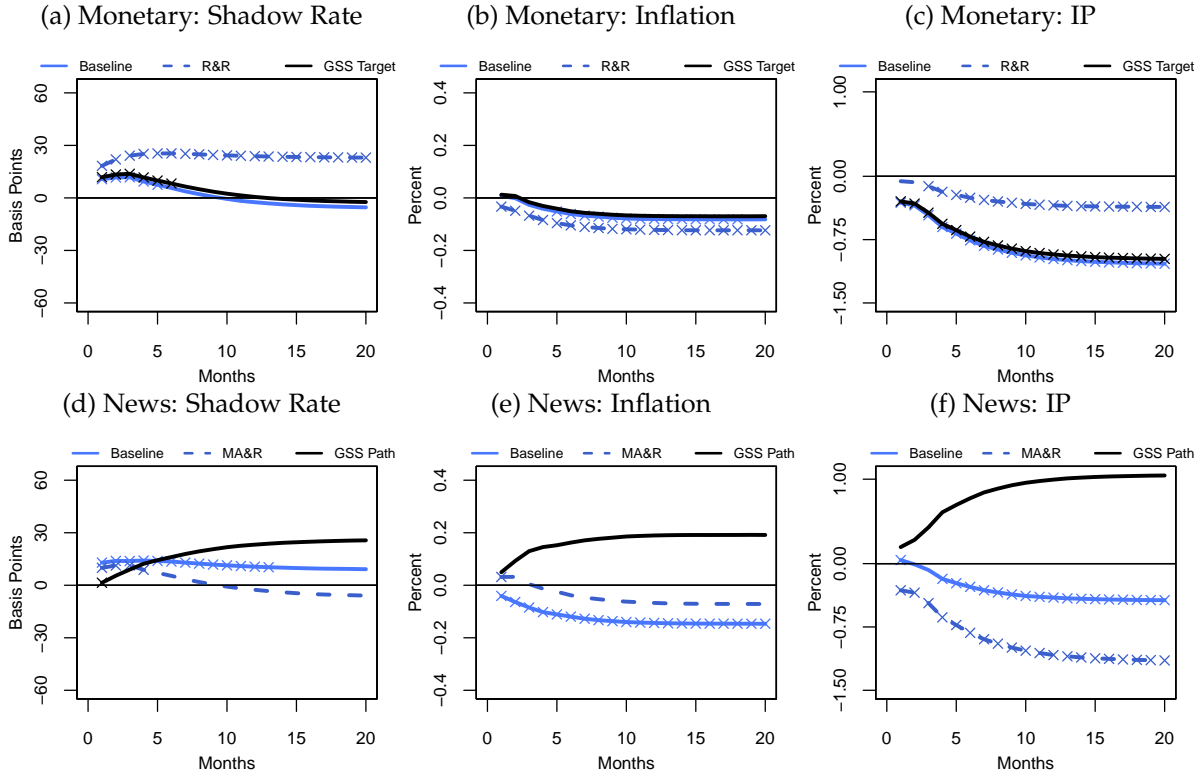 (a) Monetary: Shadow Rate
(b) Monetary: Inflation
(c) Monetary: IP
Baseline R&R GSS Target
Baseline R&R GSS Target
Baseline R&R GSS Target
Basis Points
60
30
0
−30
−60
0 5 10 15 20
Months
Percent
0.4
0.2
0.0
−0.2
−0.4
0 5 10 15 20
Months
Percent
1.00
0.00
−0.75
−1.50
0 5 10 15 20
Months
(d) News: Shadow Rate
(e) News: Inflation
(f) News: IP
Baseline MA&R GSS Path
Baseline MA&R GSS Path
Baseline MA&R GSS Path
Basis Points
60
30
0
−30
−60
0 5 10 15 20
Months
Percent
0.4
0.2
0.0
−0.2
−0.4
0 5 10 15 20
Months
Percent
1.00
0.00
−0.75
−1.50
0 5 10 15 20
Months